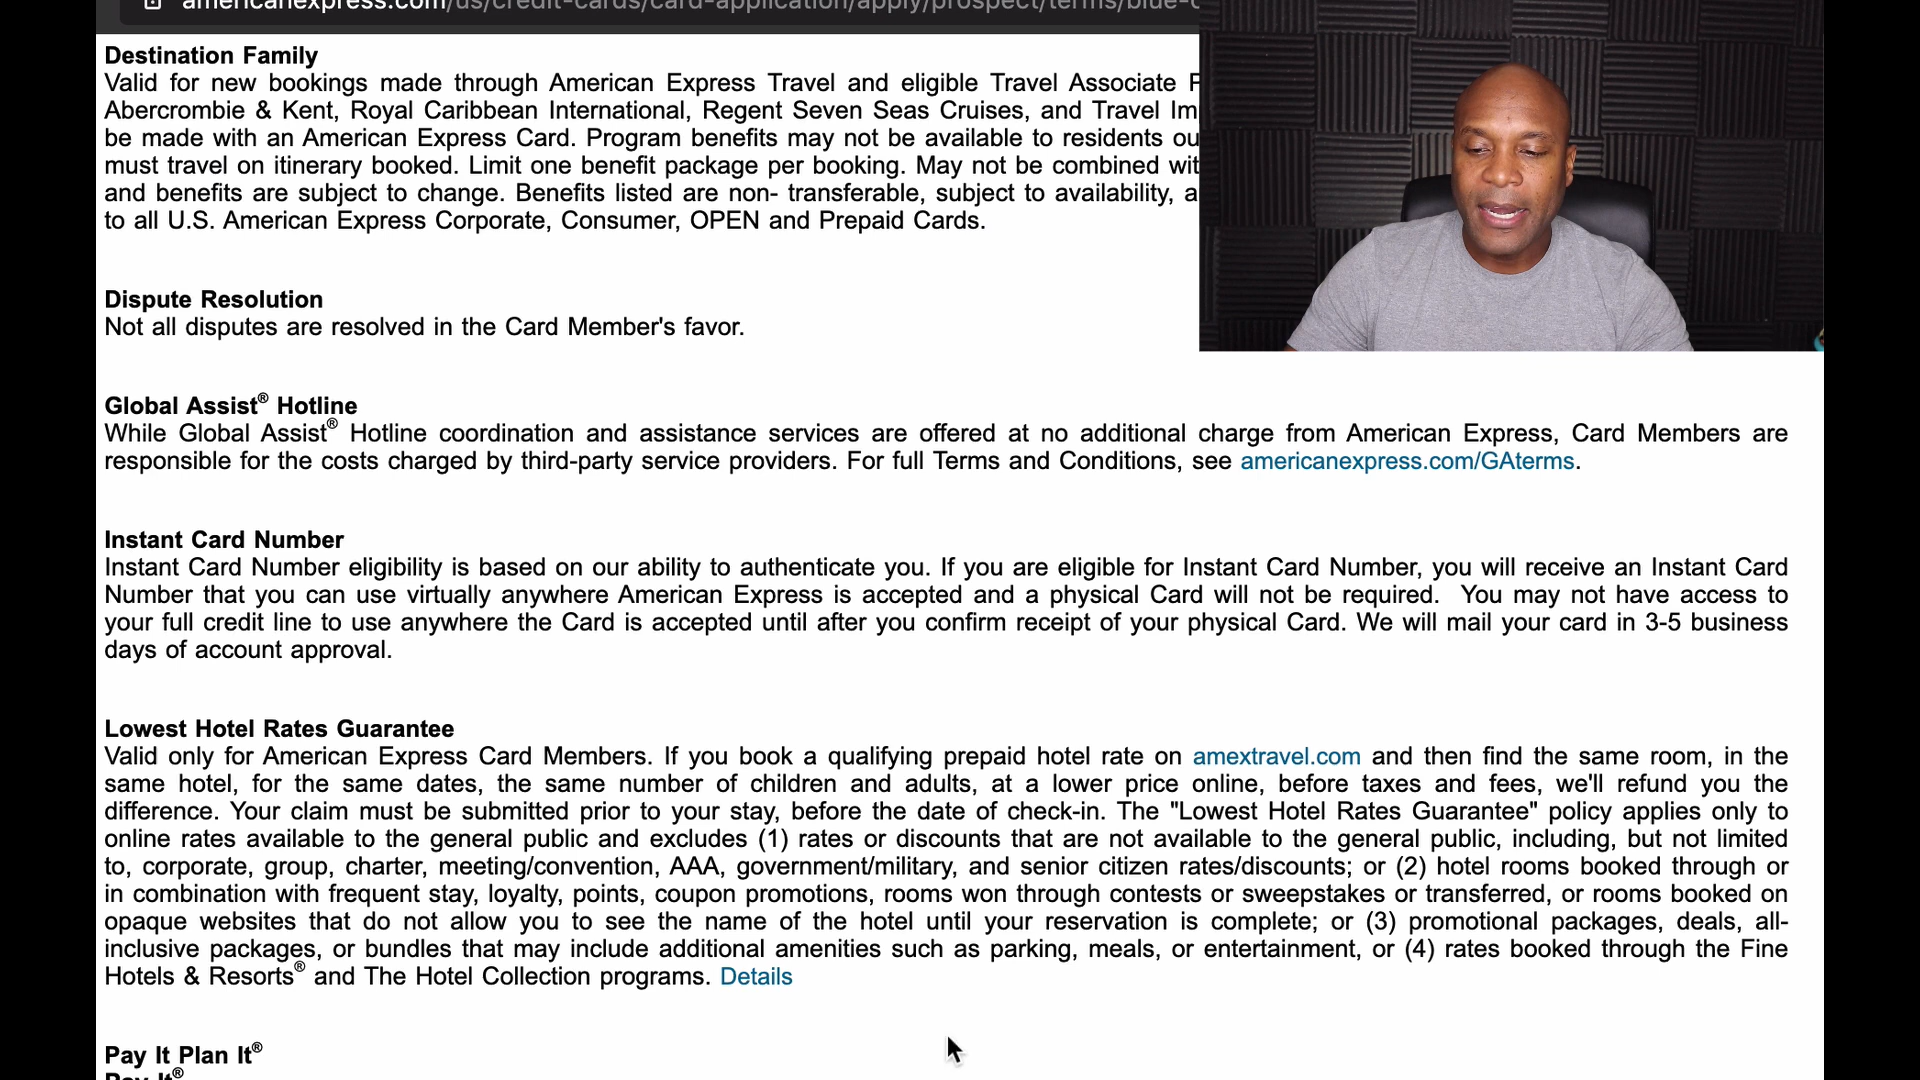 americanexpress.com/us/credit-cards/card-application/apply/prospect/terms/blue-
Destination Family
Valid for new bookings made through American Express Travel and eligible Travel Associate
Abercrombie & Kent, Royal Caribbean International, Regent Seven Seas Cruises, and Travel
be made with an American Express Card. Program benefits may not be available to residents
must travel on itinerary booked. Limit one benefit package per booking. May not be combined
and benefits are subject to change. Benefits listed are non- transferable, subject to availability,
to all U.S. American Express Corporate, Consumer, OPEN and Prepaid Cards.
Dispute Resolution
Not all disputes are resolved in the Card Member's favor.
Global Assist® Hotline
While Global Assist® Hotline coordination and assistance services are offered at no additional charge from American Express, Card Members are
responsible for the costs charged by third-party service providers. For full Terms and Conditions, see americanexpress.com/GAterms.
Instant Card Number
Instant Card Number eligibility is based on our ability to authenticate you. If you are eligible for Instant Card Number, you will receive an Instant Card
Number that you can use virtually anywhere American Express is accepted and a physical Card will not be required.  You may not have access to
your full credit line to use anywhere the Card is accepted until after you confirm receipt of your physical Card. We will mail your card in 3-5 business
days of account approval.
Lowest Hotel Rates Guarantee
Valid only for American Express Card Members. If you book a qualifying prepaid hotel rate on amextravel.com and then find the same room, in the
same hotel, for the same dates, the same number of children and adults, at a lower price online, before taxes and fees, we'll refund you the
difference. Your claim must be submitted prior to your stay, before the date of check-in. The "Lowest Hotel Rates Guarantee" policy applies only to
online rates available to the general public and excludes (1) rates or discounts that are not available to the general public, including, but not limited
to, corporate, group, charter, meeting/convention, AAA, government/military, and senior citizen rates/discounts; or (2) hotel rooms booked through or
in combination with frequent stay, loyalty, points, coupon promotions, rooms won through contests or sweepstakes or transferred, or rooms booked on
opaque websites that do not allow you to see the name of the hotel until your reservation is complete; or (3) promotional packages, deals, all-
inclusive packages, or bundles that may include additional amenities such as parking, meals, or entertainment, or (4) rates booked through the Fine
Hotels & Resorts® and The Hotel Collection programs. Details
Pay It Plan It®
Pay It®